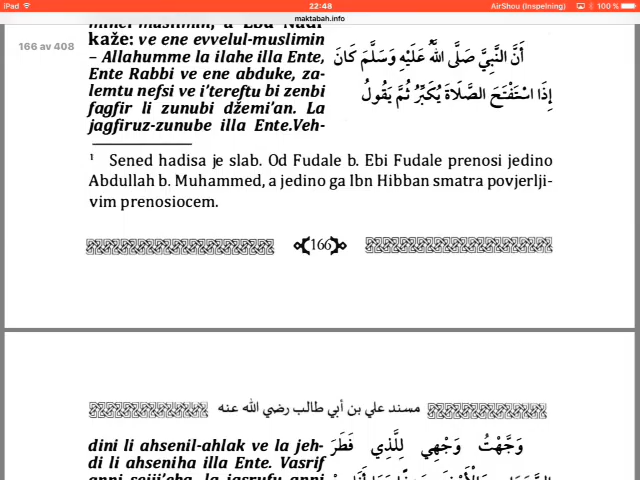 iPad 22:48 AirShou (Inspelning) 100 %
maktabah.info
166 av 408
kaže: ve ene evvelul-muslimin
– Allahumme la ilahe illa Ente,
Ente Rabbi ve ene abduke, za-
lemtu nefsi ve i'tereftu bi zenbi
fagfir li zunubi džemi'an. La
jagfiruz-zunube illa Ente.Veh-
أَنَّ النَّبِيَّ صَلَّى اللَّهُ عَلَيْهِ وَسَلَّمَ كَانَ
إِذَا اسْتَفْتَحَ الصَّلَاةَ يُكَبِّرُ ثُمَّ يَقُولُ
¹ Sened hadisa je slab. Od Fudale b. Ebi Fudale prenosi jedino
Abdullah b. Muhammed, a jedino ga Ibn Hibban smatra povjerlji-
vim prenosiocem.
166
مسند علي بن أبي طالب رضي الله عنه
dini li ahsenil-ahlak ve la jeh-
di li ahseniha illa Ente. Vasrif
وَجَّهْتُ وَجْهِي لِلَّذِي فَطَرَ